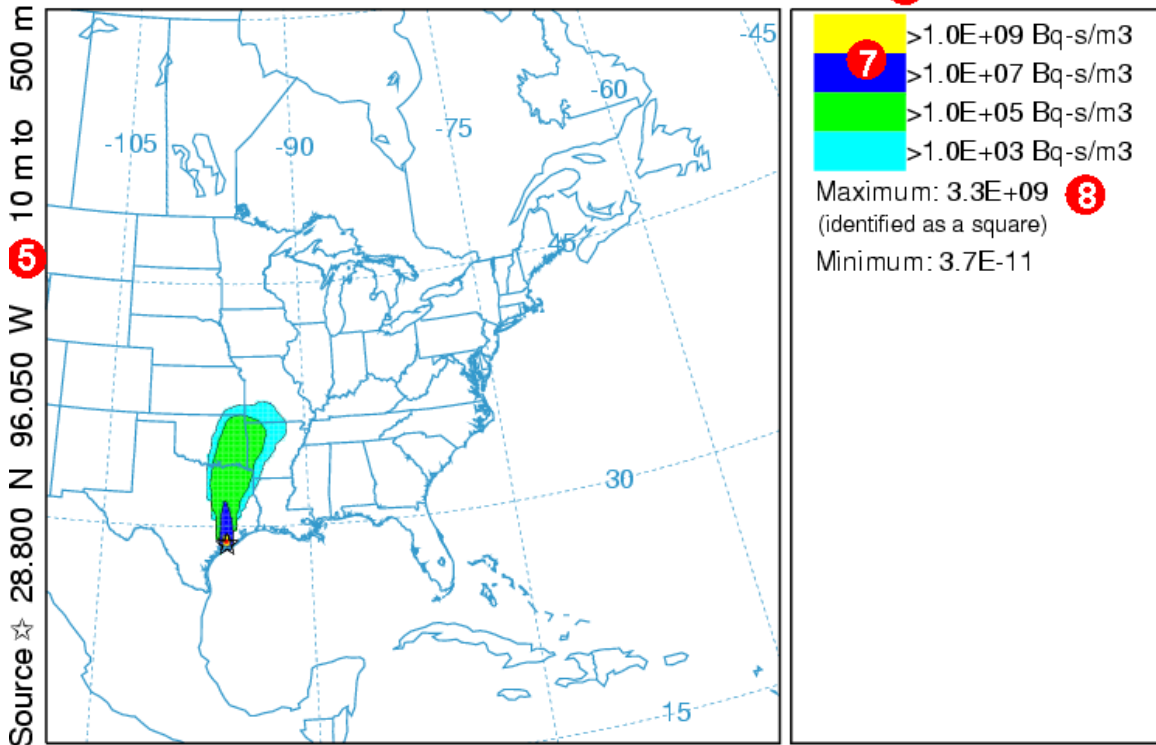 Source ☆ 28.800 N 96.050 W 10 m to 500 m
5
-105
-90
-75
-60
-45
45
30
15
>1.0E+09 Bq-s/m3
7
>1.0E+07 Bq-s/m3
>1.0E+05 Bq-s/m3
>1.0E+03 Bq-s/m3
Maximum: 3.3E+09
8
(identified as a square)
Minimum: 3.7E-11